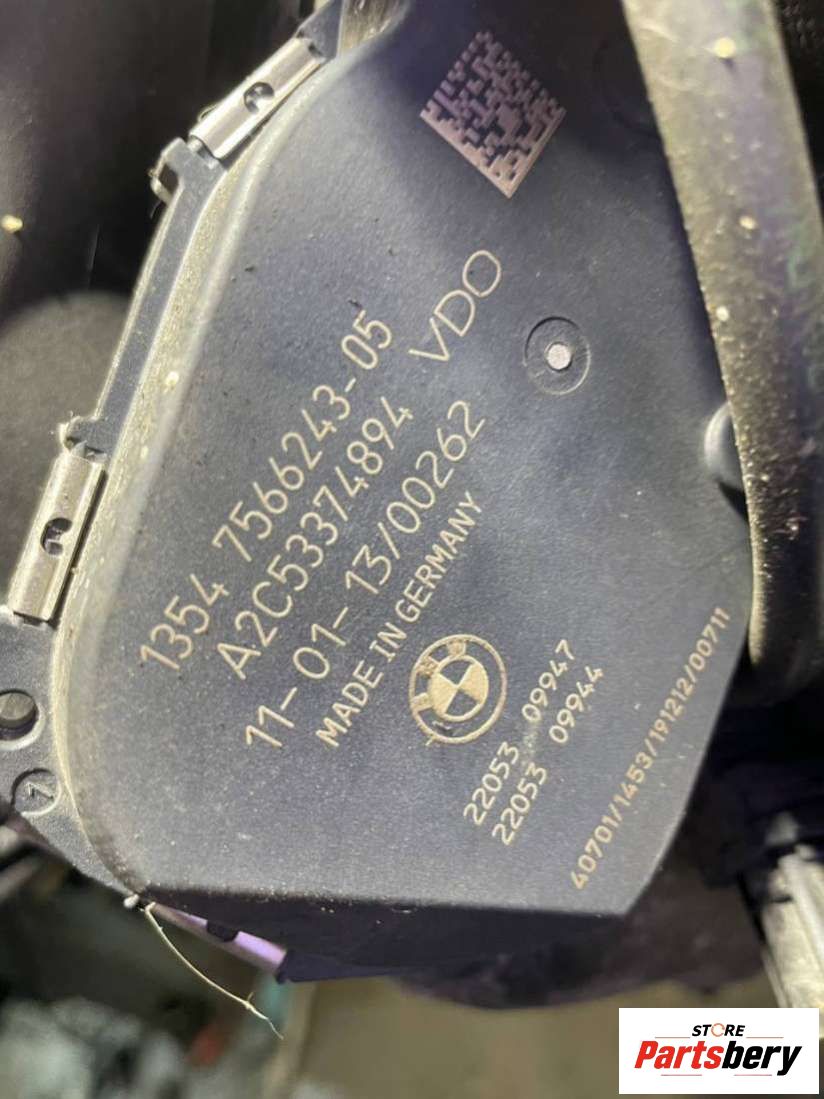 VDO
1354 7566243-05
A2C53374894
11-01-13/00262
MADE IN GERMANY
22053 09947
22053 09944
40701/1453/191212/00711
1
STORE
Partsbery